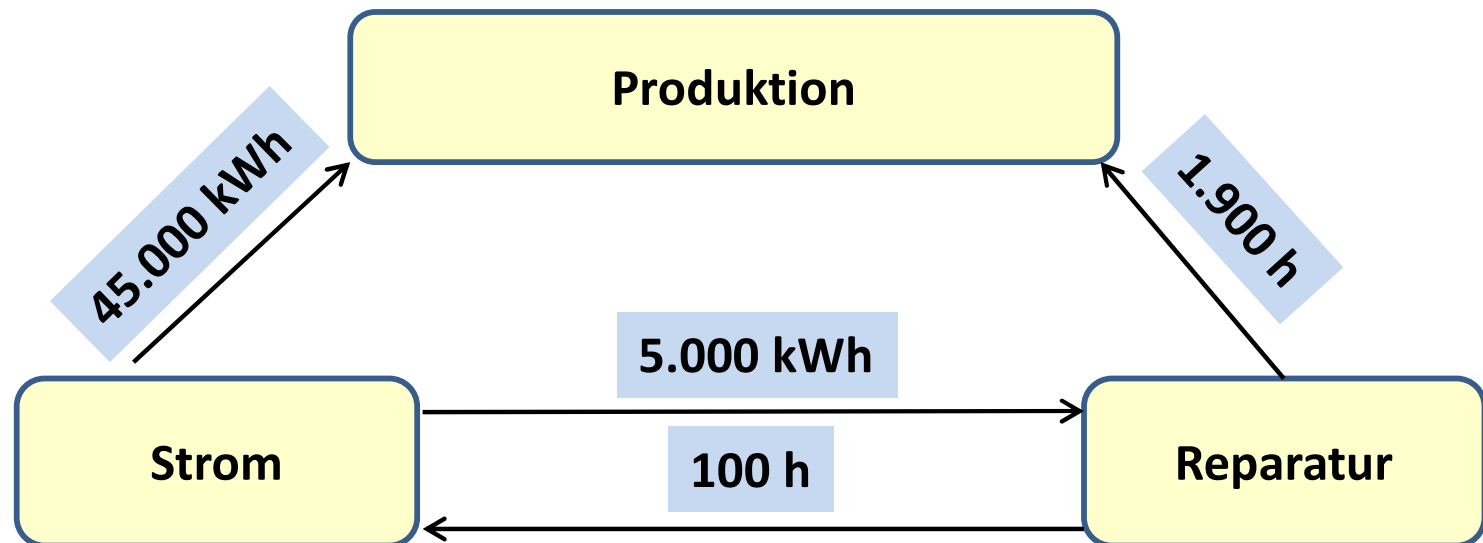 Produktion
45.000 kWh
1.900 h
5.000 kWh
Strom
100 h
Reparatur